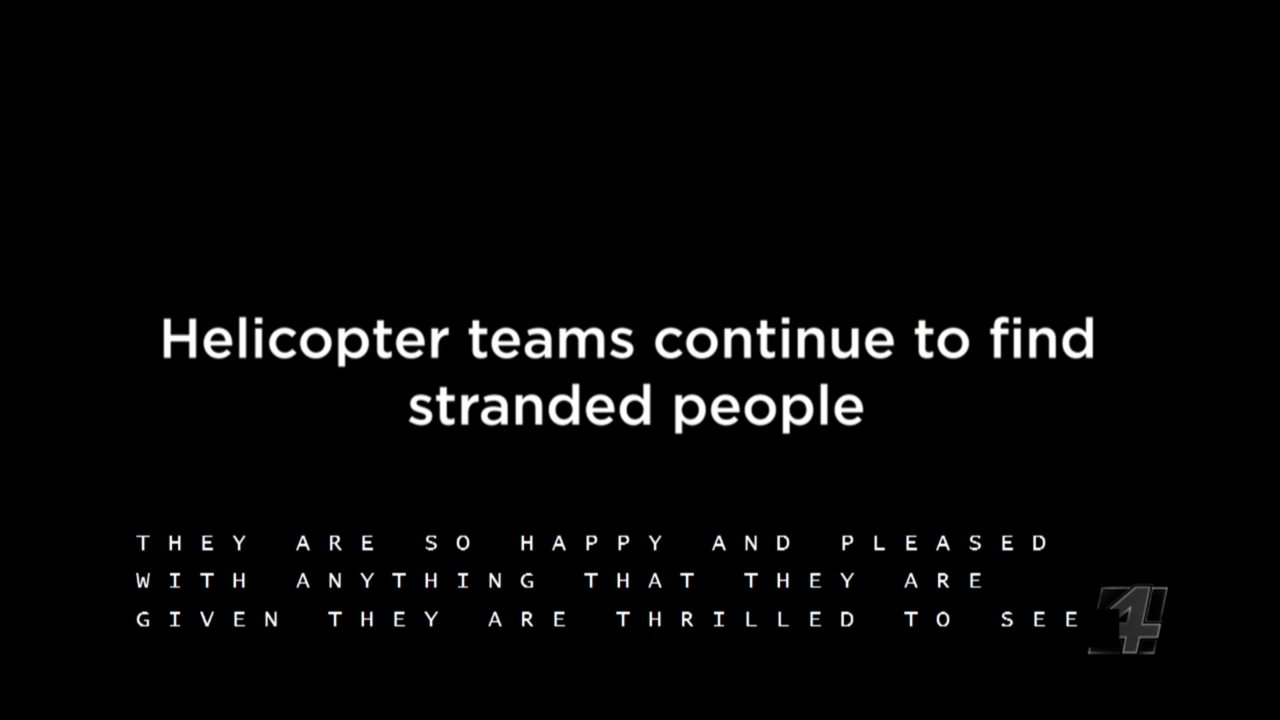 Helicopter teams continue to find
stranded people
THEY ARE SO HAPPY AND PLEASED
WITH ANYTHING THAT THEY ARE
GIVEN THEY ARE THRILLED TO SEE
4